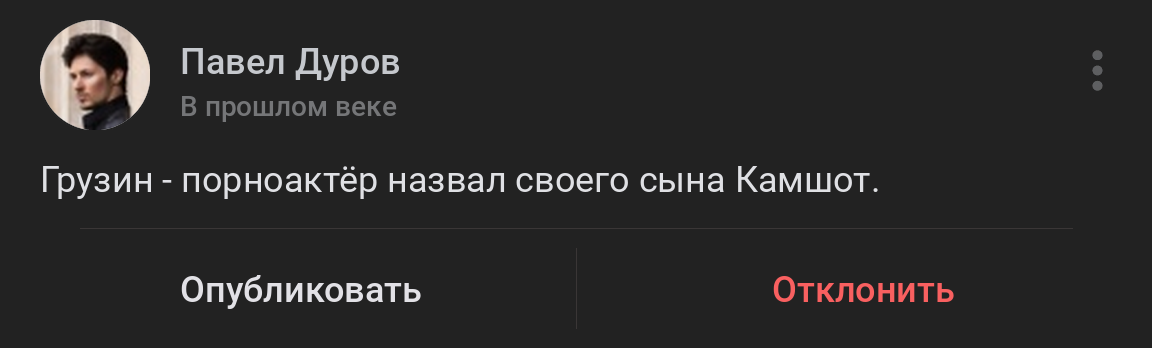 Павел Дуров
В прошлом веке
Грузин - порноактёр назвал своего сына Камшот.
Опубликовать
Отклонить